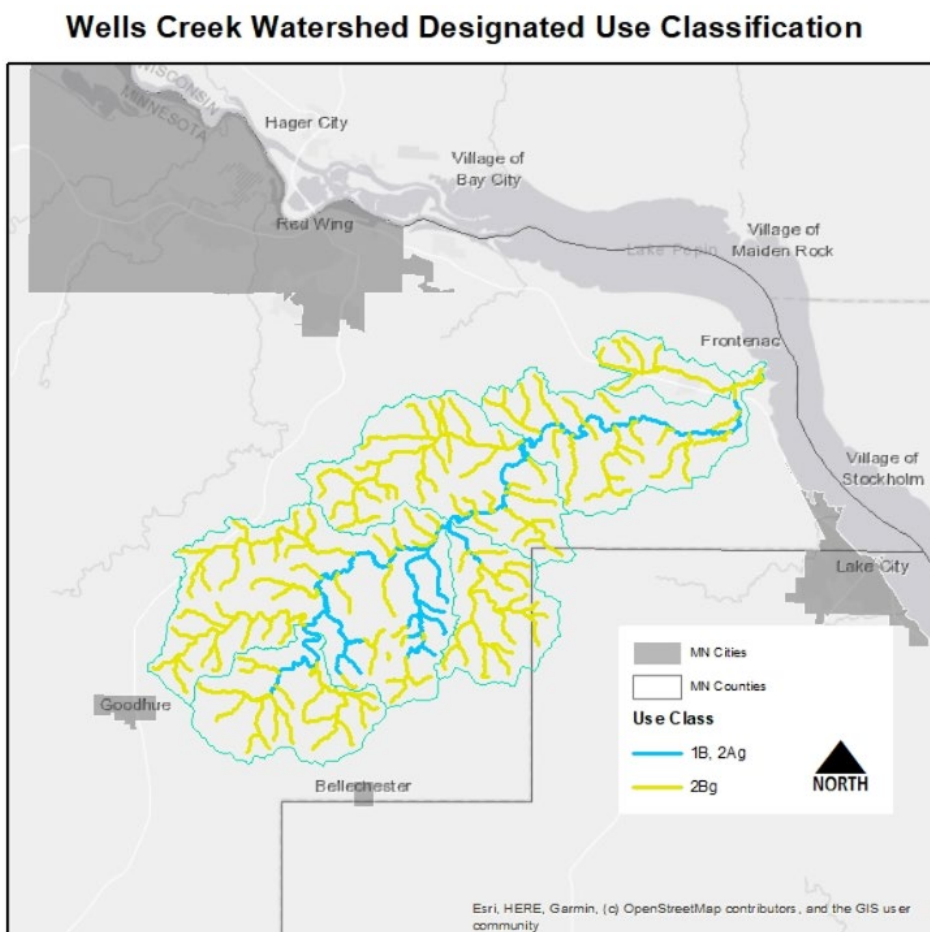 Wells Creek Watershed Designated Use Classification
WISCONSIN
MINNESOTA
Hager City
Village of
Bay City
Red Wing
Lake Pepin
Village of
Maiden Rock
Frontenac
Village of
Stockholm
Lake City
Goodhue
Bellechester
MN Cities
MN Counties
Use Class
1B, 2Ag
2Bg
NORTH
Esri, HERE, Garmin, (c) OpenStreetMap contributors, and the GIS user
community